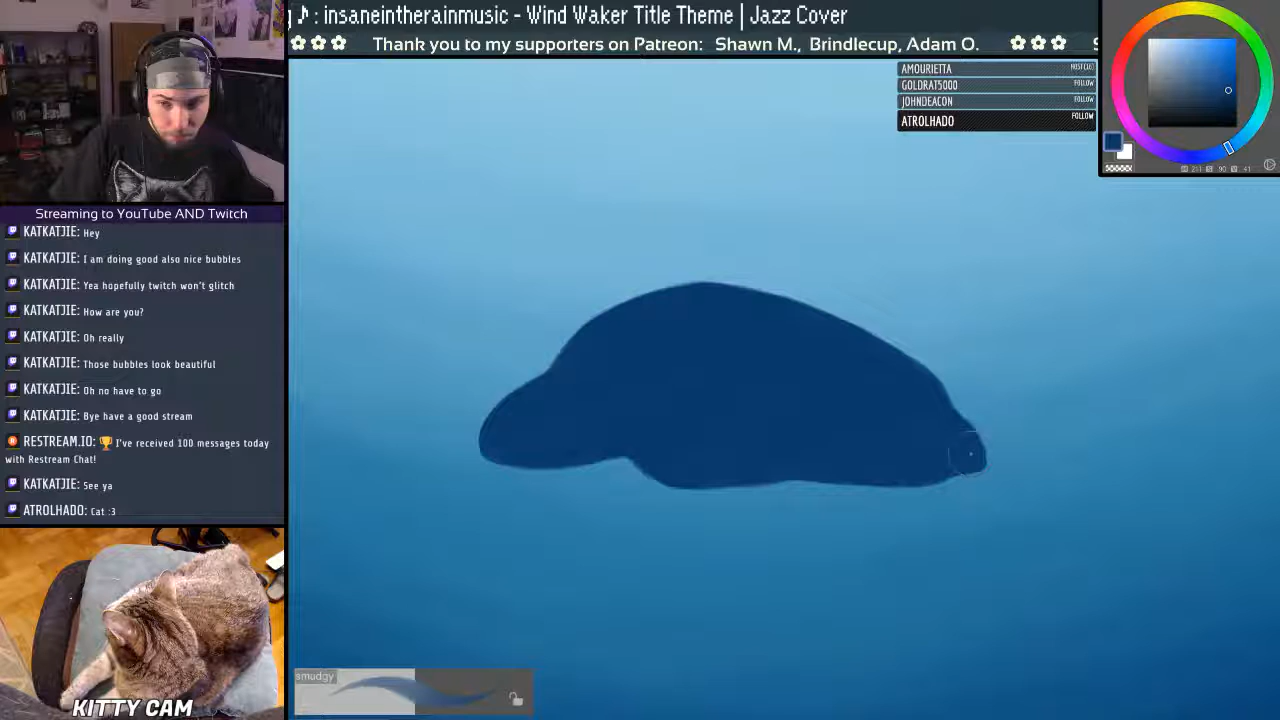 ♪ : insaneintherainmusic - Wind Waker Title Theme | Jazz Cover
✿ ✿ ✿ Thank you to my supporters on Patreon: Shawn M., Brindlecup, Adam O. ✿ ✿ ✿
AMOURIETTA
GOLDRAT5000 FOLLOW
JOHNDEACON FOLLOW
ATROLHADO FOLLOW
Streaming to YouTube AND Twitch
KATKATJIE: Hey
KATKATJIE: I am doing good also nice bubbles
KATKATJIE: Yea hopefully twitch won't glitch
KATKATJIE: How are you?
KATKATJIE: Oh really
KATKATJIE: Those bubbles look beautiful
KATKATJIE: Oh no have to go
KATKATJIE: Bye have a good stream
RESTREAM.IO: 🏆 I've received 100 messages today
with Restream Chat!
KATKATJIE: See ya
ATROLHADO: Cat :3
smudgy
KITTY CAM